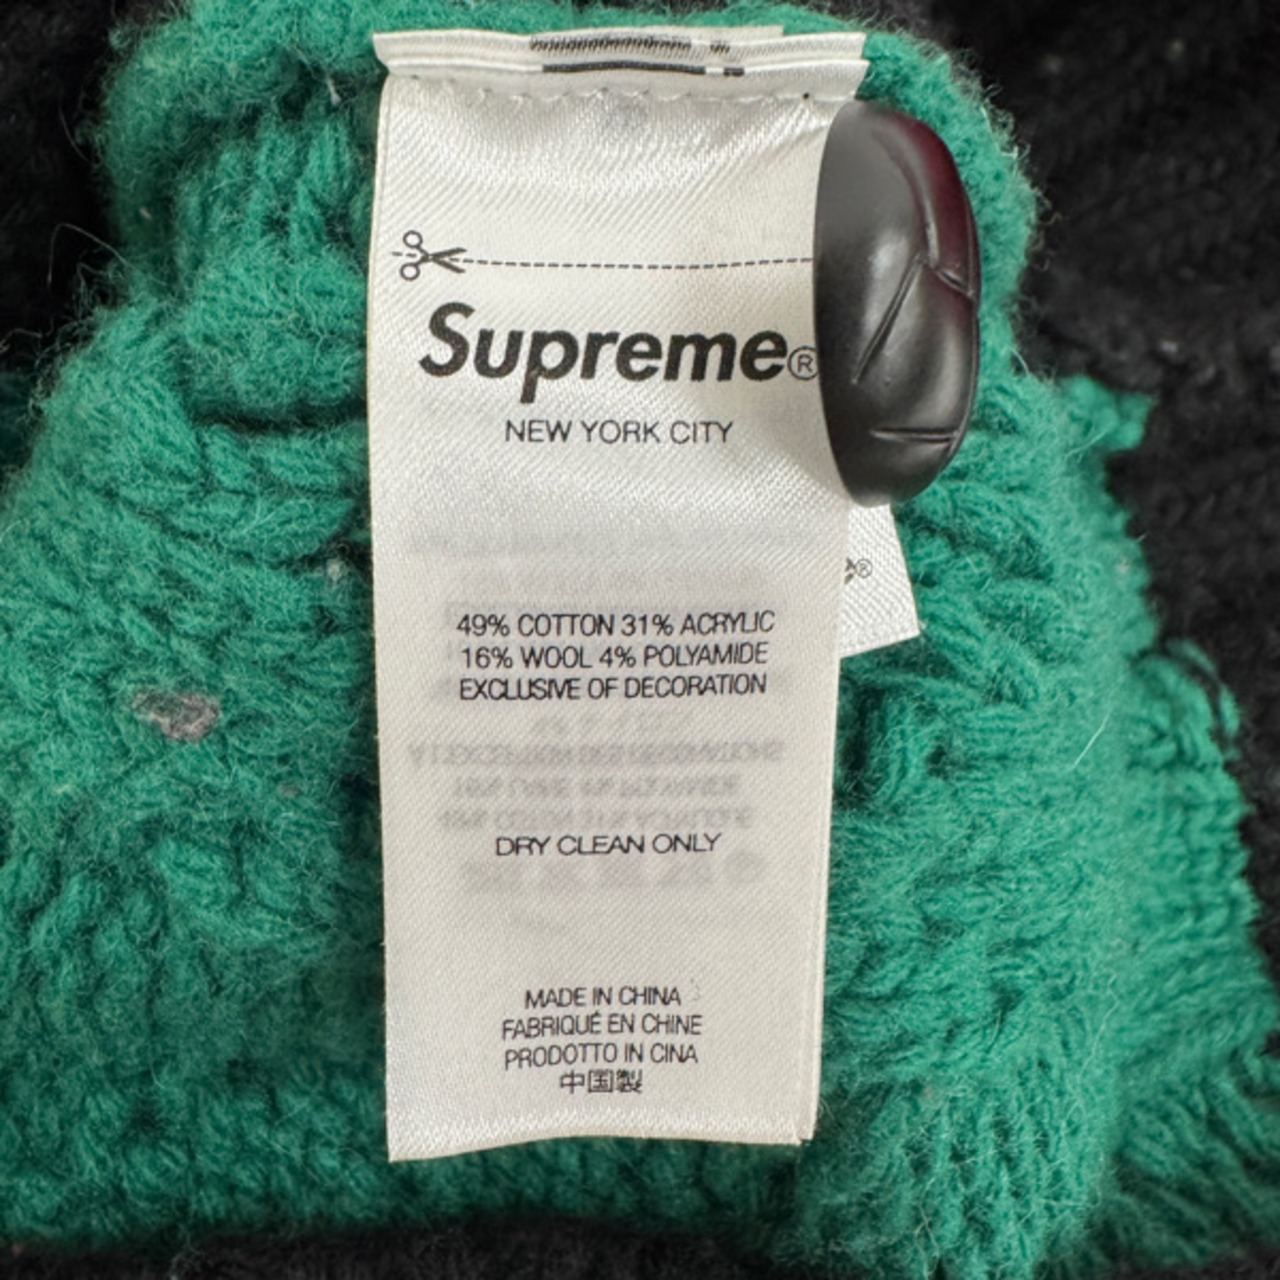 Supreme®
NEW YORK CITY
49% COTTON 31% ACRYLIC
16% WOOL 4% POLYAMIDE
EXCLUSIVE OF DECORATION
DRY CLEAN ONLY
MADE IN CHINA
FABRIQUÉ EN CHINE
PRODOTTO IN CINA
中国製